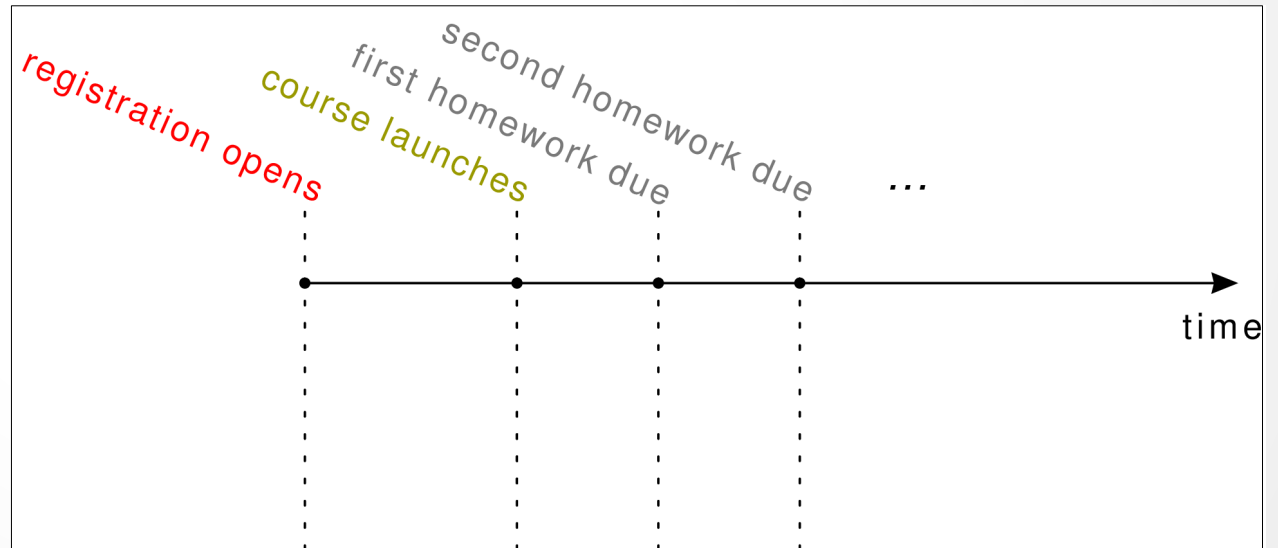 registration opens
course launches
first homework due
second homework due
...
time